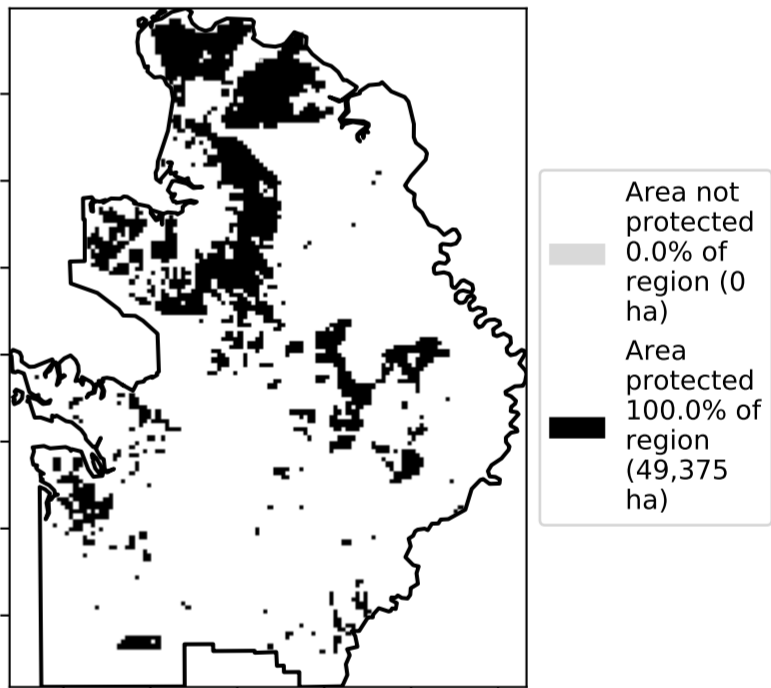 Area not
protected
0.0% of
region (0
ha)
Area
protected
100.0% of
region
(49,375
ha)